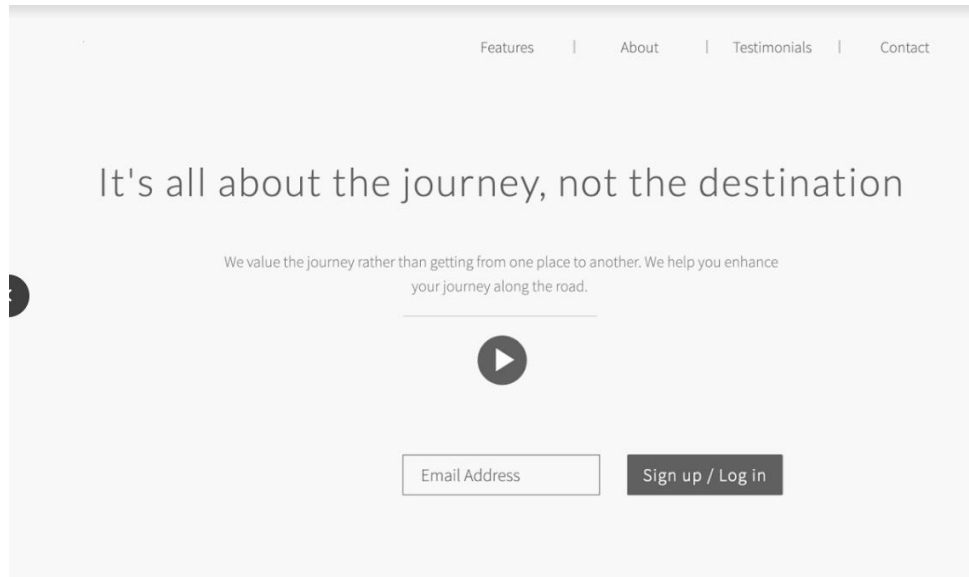 Features | About | Testimonials | Contact
It's all about the journey, not the destination
We value the journey rather than getting from one place to another. We help you enhance
your journey along the road.
Email Address
Sign up / Log in